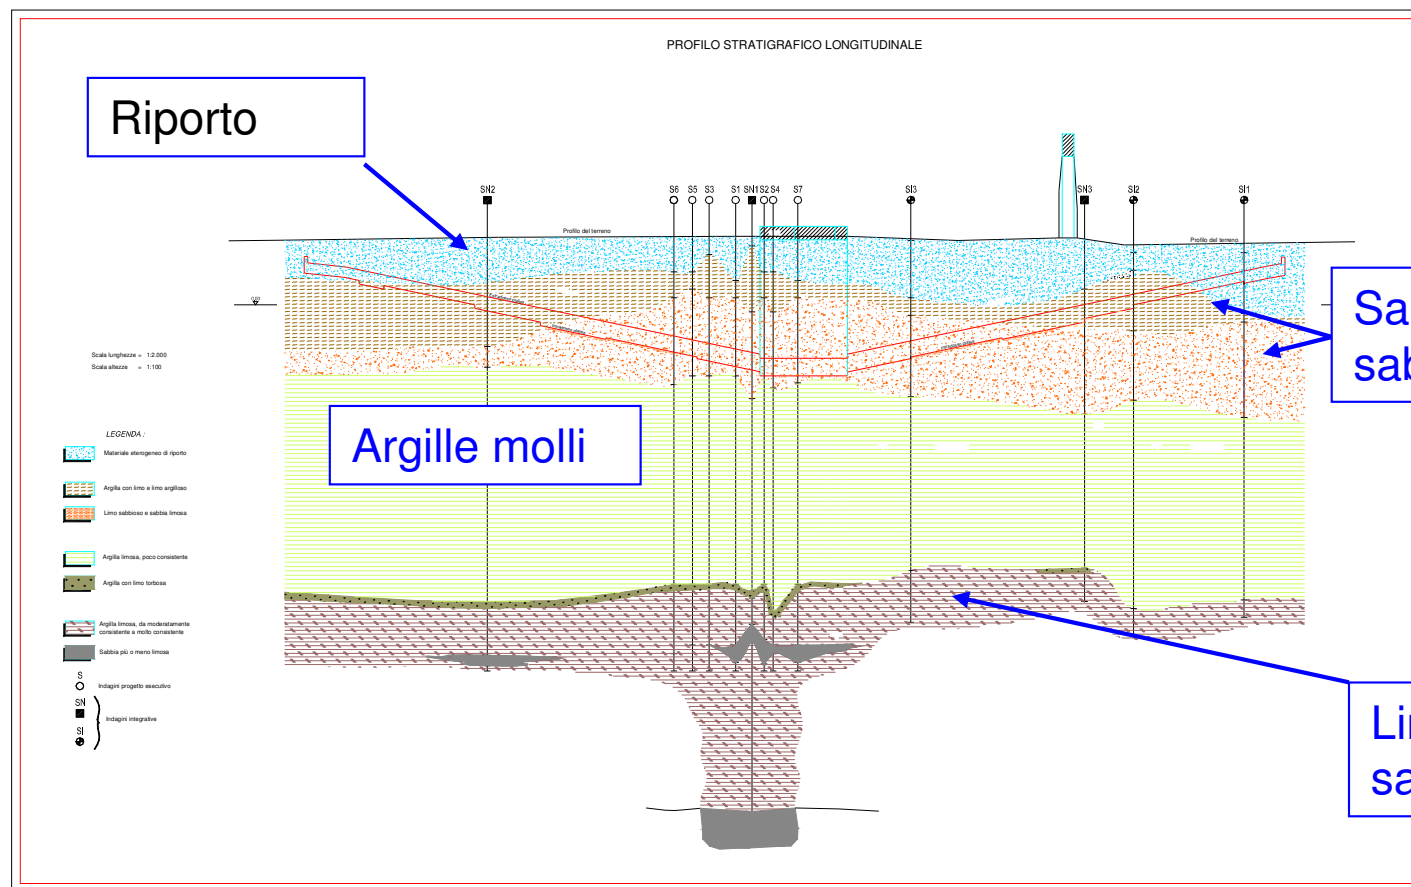 PROFILO STRATIGRAFICO LONGITUDINALE
Riporto
SN2
S6 S5 S3 S1 SN1 S2 S4 S7
SI3
SN3
SI2
SI1
Profilo del terreno
Profilo del terreno
0,00
Sa
sab
Scala lunghezze = 1:2.000
Scala altezze = 1:100
Argille molli
LEGENDA :
Materiale eterogeneo di riporto
Argilla con limo e limo argilloso
Limo sabbioso e sabbia limosa
Argilla limosa, poco consistente
Argilla con limo torbosa
Argilla limosa, da moderatamente
consistente a molto consistente
Sabbia più o meno limosa
S
Indagini progetto esecutivo
SN
Indagini integrative
SI
Lim
sa